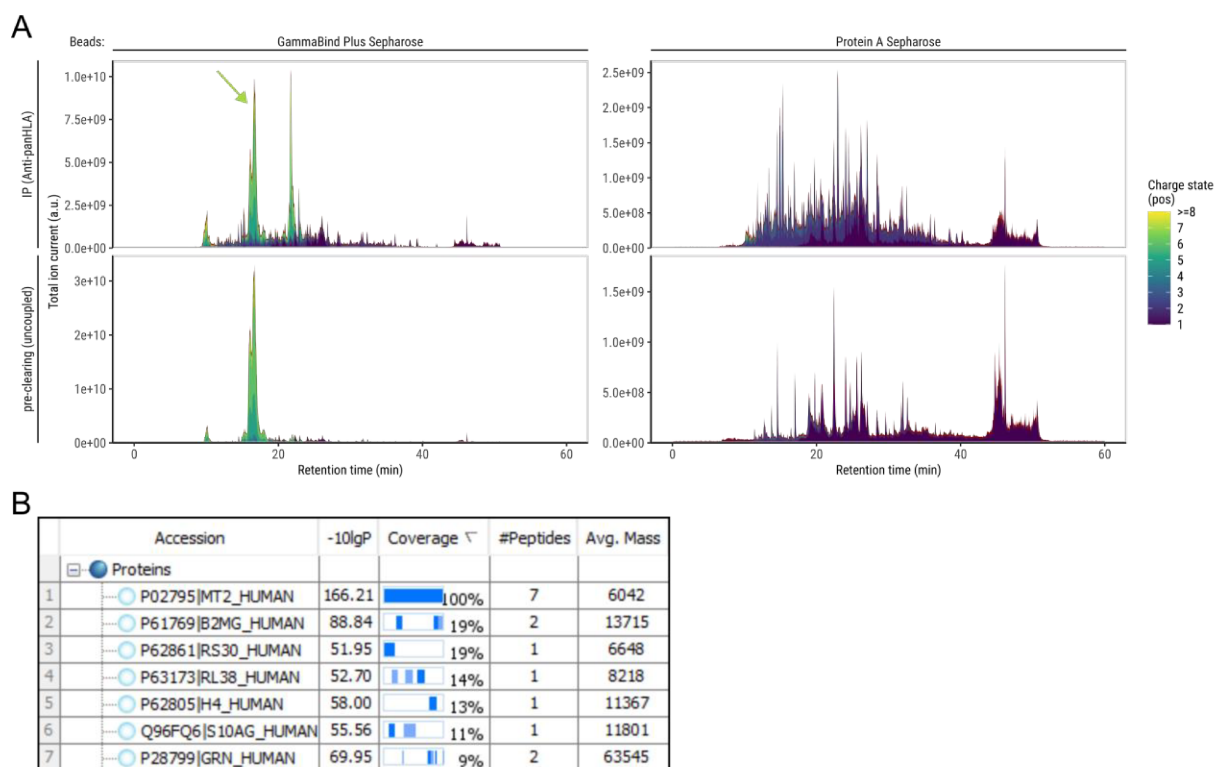 A
Beads:
GammaBind Plus Sepharose
Protein A Sepharose
IP (Anti-panHLA)
pre-clearing (uncoupled)
Total ion current (a.u.)
1.0e+10
7.5e+09
5.0e+09
2.5e+09
0.0e+00
2.5e+09
2.0e+09
1.5e+09
1.0e+09
5.0e+08
0.0e+00
3e+10
2e+10
1e+10
0e+00
1.5e+09
1.0e+09
5.0e+08
0.0e+00
0 20 40 60
0 20 40 60
Retention time (min)
Retention time (min)
Charge state
(pos)
>=8
7
6
5
4
3
2
1
B
Accession -10lgP Coverage #Peptides Avg. Mass
Proteins
1 P02795|MT2_HUMAN 166.21 100% 7 6042
2 P61769|B2MG_HUMAN 88.84 19% 2 13715
3 P62861|RS30_HUMAN 51.95 19% 1 6648
4 P63173|RL38_HUMAN 52.70 14% 1 8218
5 P62805|H4_HUMAN 58.00 13% 1 11367
6 Q96FQ6|S10AG_HUMAN 55.56 11% 1 11801
7 P28799|GRN_HUMAN 69.95 9% 2 63545